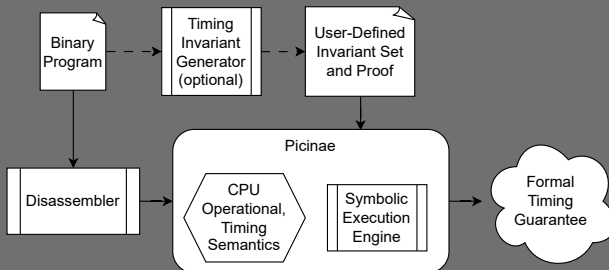 Binary
Program
Timing
Invariant
Generator
(optional)
User-Defined
Invariant Set
and Proof
Picinae
Disassembler
CPU
Operational,
Timing
Semantics
Symbolic
Execution
Engine
Formal
Timing
Guarantee